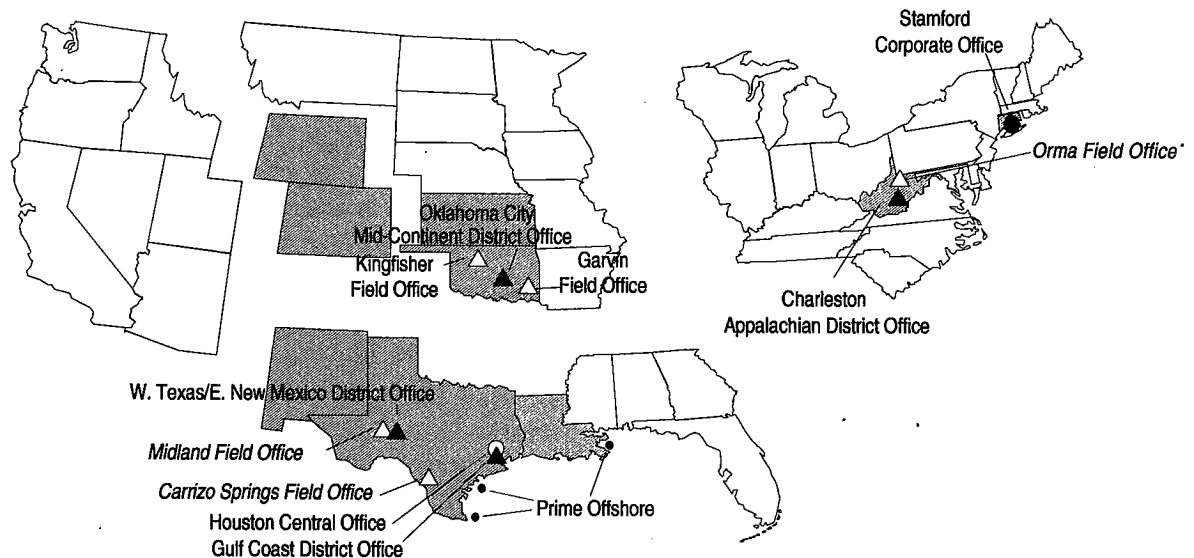 Stamford
Corporate Office
Orma Field Office*
Oklahoma City
Mid-Continent District Office
Kingfisher
Field Office
Garvin
Field Office
Charleston
Appalachian District Office
W. Texas/E. New Mexico District Office
Midland Field Office
Carrizo Springs Field Office
Houston Central Office
Gulf Coast District Office
Prime Offshore